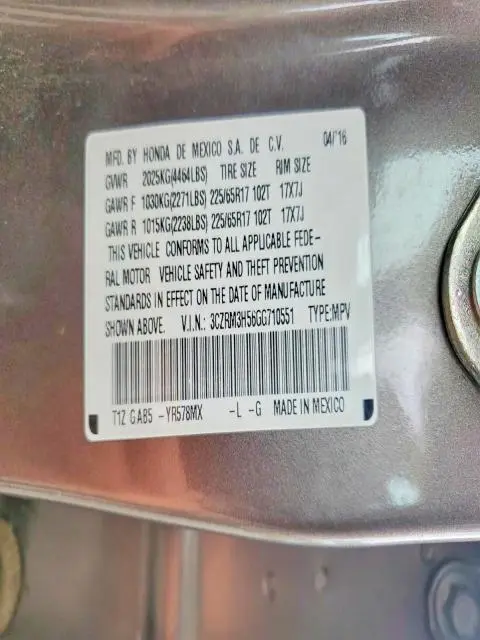 MFD. BY HONDA DE MEXICO S.A. DE C.V. 04/16
GVWR 2025KG(4464LBS) TIRE SIZE RIM SIZE
GAWR F 1030KG(2271LBS) 225/65R17 102T 17X7J
GAWR R 1015KG(2238LBS) 225/65R17 102T 17X7J
THIS VEHICLE CONFORMS TO ALL APPLICABLE FEDE-
RAL MOTOR VEHICLE SAFETY AND THEFT PREVENTION
STANDARDS IN EFFECT ON THE DATE OF MANUFACTURE
SHOWN ABOVE. V.I.N.: 3CZRM3H56GG710551 TYPE:MPV
T1Z GAB5 -YR578MX -L -G MADE IN MEXICO